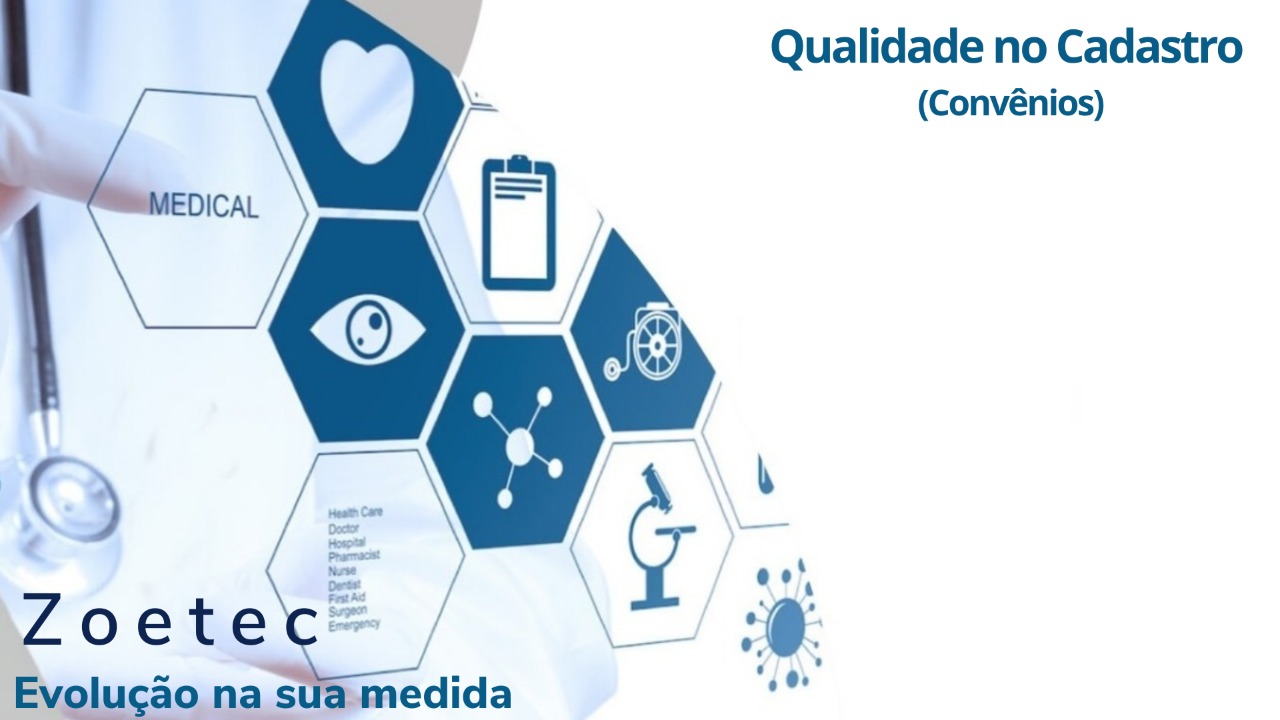 Qualidade no Cadastro
(Convênios)
MEDICAL
Health Care
Doctor
Hospital
Pharmacist
Nurse
Dentist
First Aid
Surgeon
Emergency
Zoetec
Evolução na sua medida